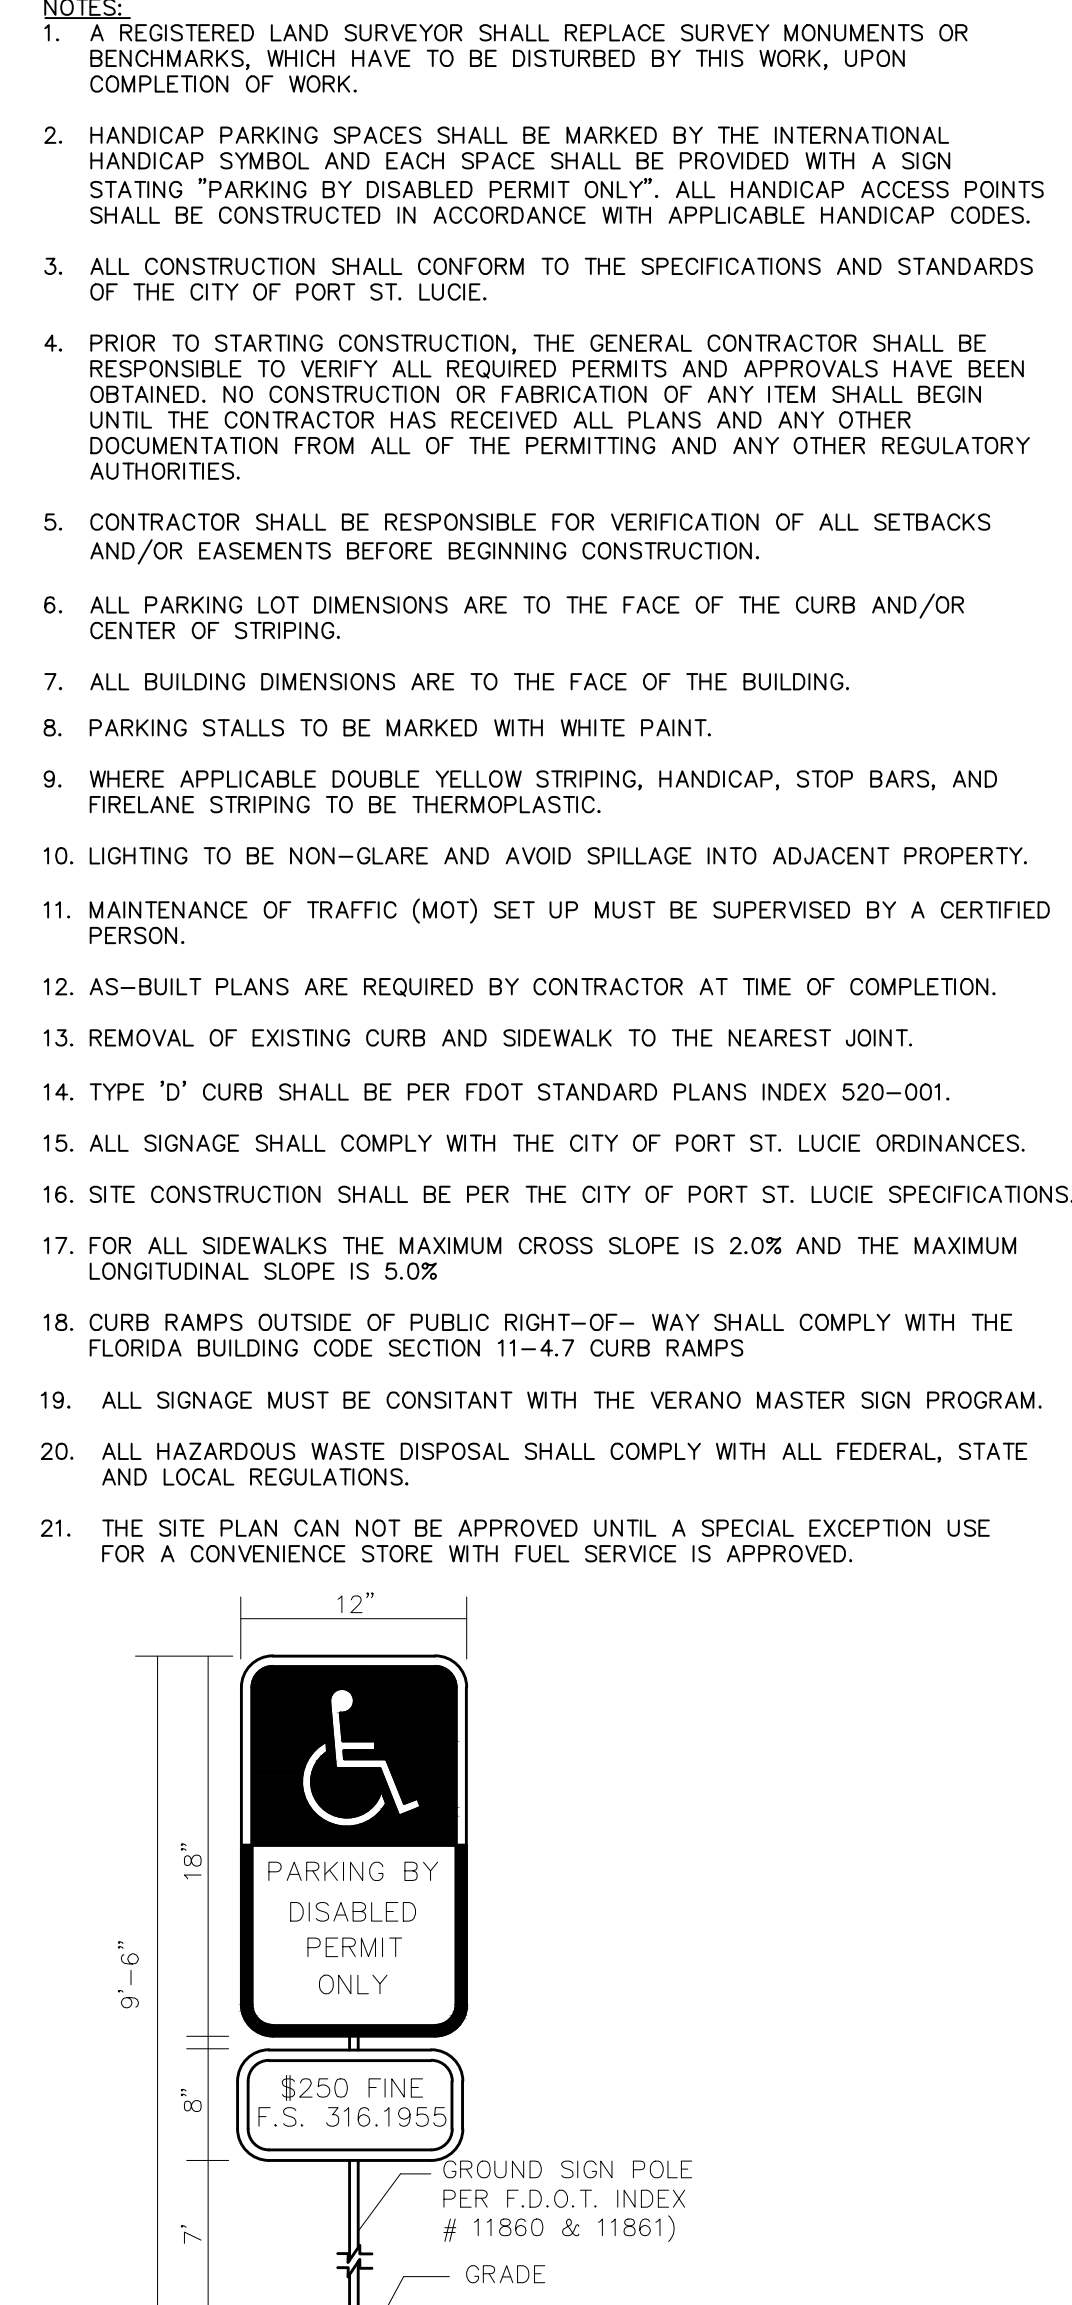 NOTES:
1. A REGISTERED LAND SURVEYOR SHALL REPLACE SURVEY MONUMENTS OR
BENCHMARKS, WHICH HAVE TO BE DISTURBED BY THIS WORK, UPON
COMPLETION OF WORK.
2. HANDICAP PARKING SPACES SHALL BE MARKED BY THE INTERNATIONAL
HANDICAP SYMBOL AND EACH SPACE SHALL BE PROVIDED WITH A SIGN
STATING "PARKING BY DISABLED PERMIT ONLY". ALL HANDICAP ACCESS POINTS
SHALL BE CONSTRUCTED IN ACCORDANCE WITH APPLICABLE HANDICAP CODES.
3. ALL CONSTRUCTION SHALL CONFORM TO THE SPECIFICATIONS AND STANDARDS
OF THE CITY OF PORT ST. LUCIE.
4. PRIOR TO STARTING CONSTRUCTION, THE GENERAL CONTRACTOR SHALL BE
RESPONSIBLE TO VERIFY ALL REQUIRED PERMITS AND APPROVALS HAVE BEEN
OBTAINED. NO CONSTRUCTION OR FABRICATION OF ANY ITEM SHALL BEGIN
UNTIL THE CONTRACTOR HAS RECEIVED ALL PLANS AND ANY OTHER
DOCUMENTATION FROM ALL OF THE PERMITTING AND ANY OTHER REGULATORY
AUTHORITIES.
5. CONTRACTOR SHALL BE RESPONSIBLE FOR VERIFICATION OF ALL SETBACKS
AND/OR EASEMENTS BEFORE BEGINNING CONSTRUCTION.
6. ALL PARKING LOT DIMENSIONS ARE TO THE FACE OF THE CURB AND/OR
CENTER OF STRIPING.
7. ALL BUILDING DIMENSIONS ARE TO THE FACE OF THE BUILDING.
8. PARKING STALLS TO BE MARKED WITH WHITE PAINT.
9. WHERE APPLICABLE DOUBLE YELLOW STRIPING, HANDICAP, STOP BARS, AND
FIRELANE STRIPING TO BE THERMOPLASTIC.
10. LIGHTING TO BE NON-GLARE AND AVOID SPILLAGE INTO ADJACENT PROPERTY.
11. MAINTENANCE OF TRAFFIC (MOT) SET UP MUST BE SUPERVISED BY A CERTIFIED
PERSON.
12. AS-BUILT PLANS ARE REQUIRED BY CONTRACTOR AT TIME OF COMPLETION.
13. REMOVAL OF EXISTING CURB AND SIDEWALK TO THE NEAREST JOINT.
14. TYPE 'D' CURB SHALL BE PER FDOT STANDARD PLANS INDEX 520-001.
15. ALL SIGNAGE SHALL COMPLY WITH THE CITY OF PORT ST. LUCIE ORDINANCES.
16. SITE CONSTRUCTION SHALL BE PER THE CITY OF PORT ST. LUCIE SPECIFICATIONS.
17. FOR ALL SIDEWALKS THE MAXIMUM CROSS SLOPE IS 2.0% AND THE MAXIMUM
LONGITUDINAL SLOPE IS 5.0%
18. CURB RAMPS OUTSIDE OF PUBLIC RIGHT-OF- WAY SHALL COMPLY WITH THE
FLORIDA BUILDING CODE SECTION 11-4.7 CURB RAMPS
19. ALL SIGNAGE MUST BE CONSITANT WITH THE VERANO MASTER SIGN PROGRAM.
20. ALL HAZARDOUS WASTE DISPOSAL SHALL COMPLY WITH ALL FEDERAL, STATE
AND LOCAL REGULATIONS.
21. THE SITE PLAN CAN NOT BE APPROVED UNTIL A SPECIAL EXCEPTION USE
FOR A CONVENIENCE STORE WITH FUEL SERVICE IS APPROVED.
12"
18"
PARKING BY
DISABLED
PERMIT
ONLY
9'-6"
8"
$250 FINE
F.S. 316.1955
GROUND SIGN POLE
PER F.D.O.T. INDEX
# 11860 & 11861)
7'
GRADE